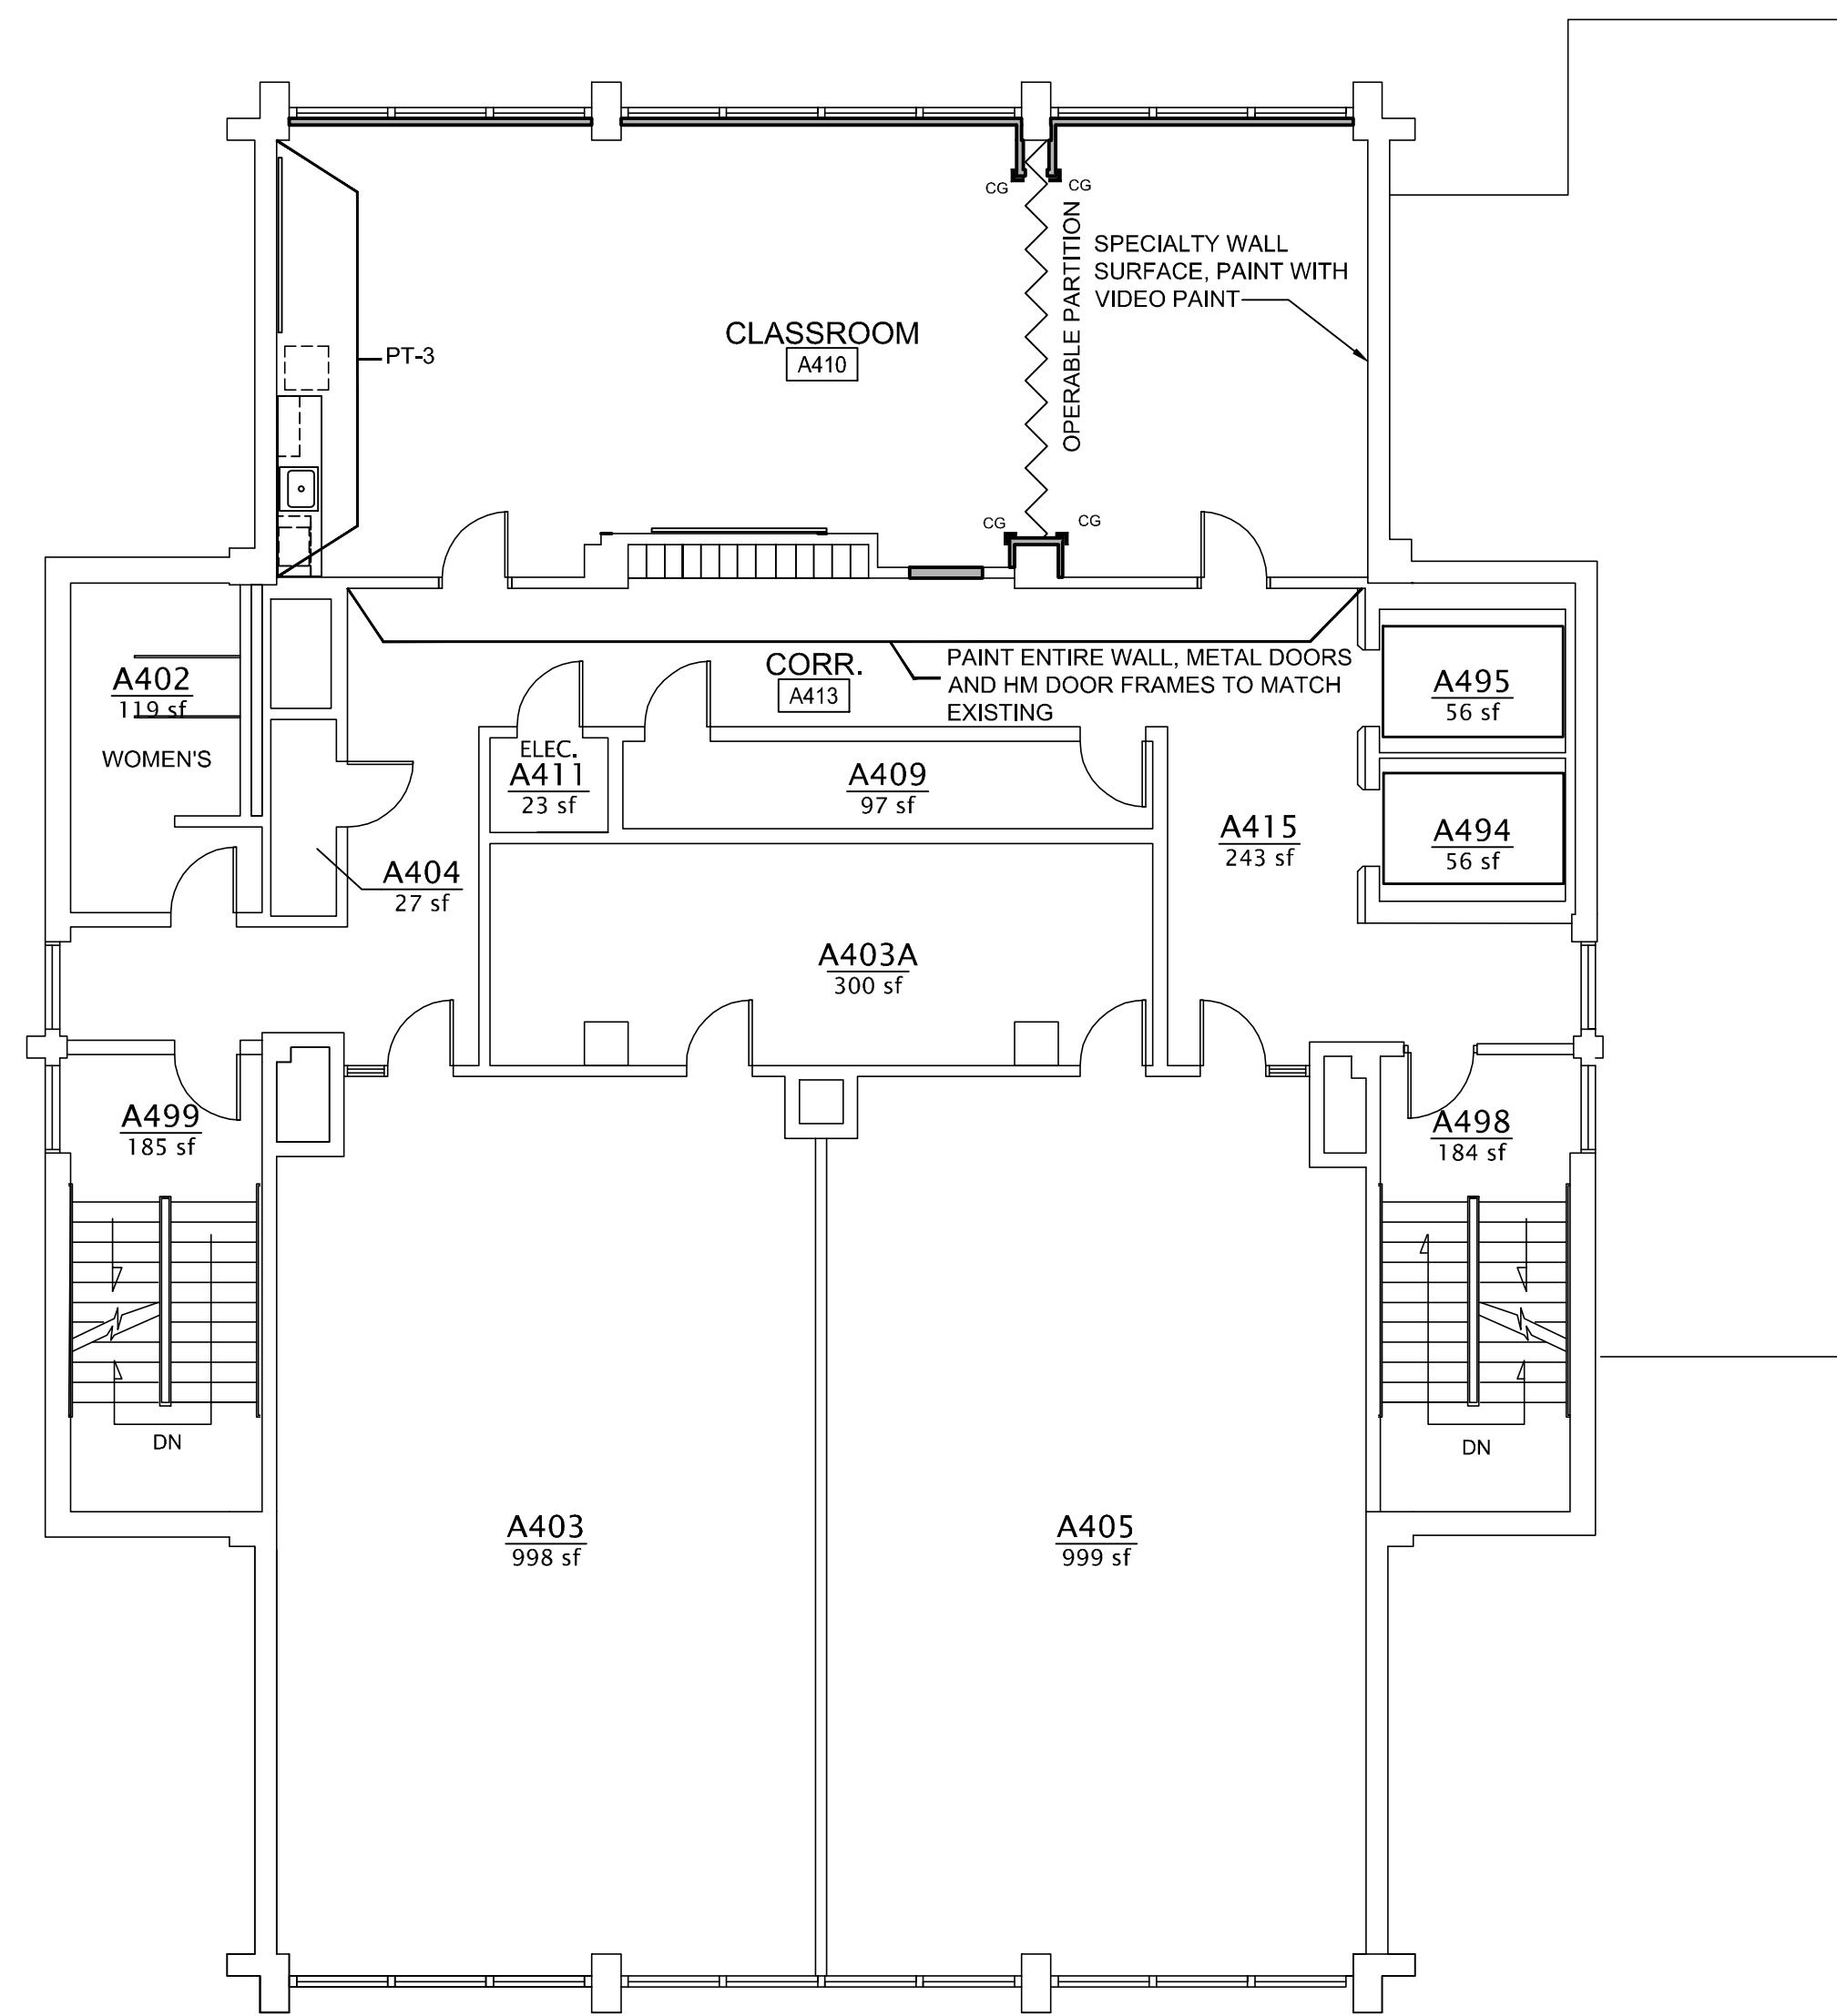 CG
CG
OPERABLE PARTITION
SPECIALTY WALL
SURFACE, PAINT WITH
VIDEO PAINT
CLASSROOM
A410
PT-3
CG
CG
CORR.
A413
PAINT ENTIRE WALL, METAL DOORS
AND HM DOOR FRAMES TO MATCH
EXISTING
A402
119 sf
WOMEN'S
A495
56 sf
ELEC.
A411
23 sf
A409
97 sf
A415
243 sf
A494
56 sf
A404
27 sf
A403A
300 sf
A499
185 sf
A498
184 sf
DN
DN
A403
998 sf
A405
999 sf